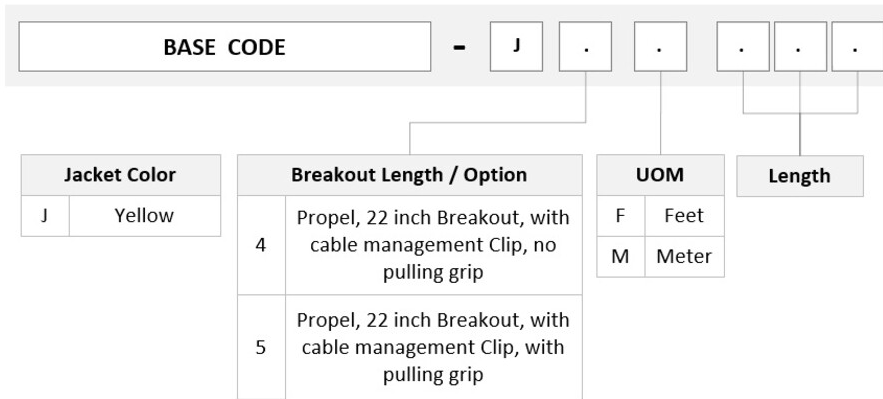 BASE CODE - J . . . . .
Jacket Color
J Yellow
Breakout Length / Option
4 Propel, 22 inch Breakout, with
cable management Clip, no
pulling grip
5 Propel, 22 inch Breakout, with
cable management Clip, with
pulling grip
UOM
F Feet
M Meter
Length